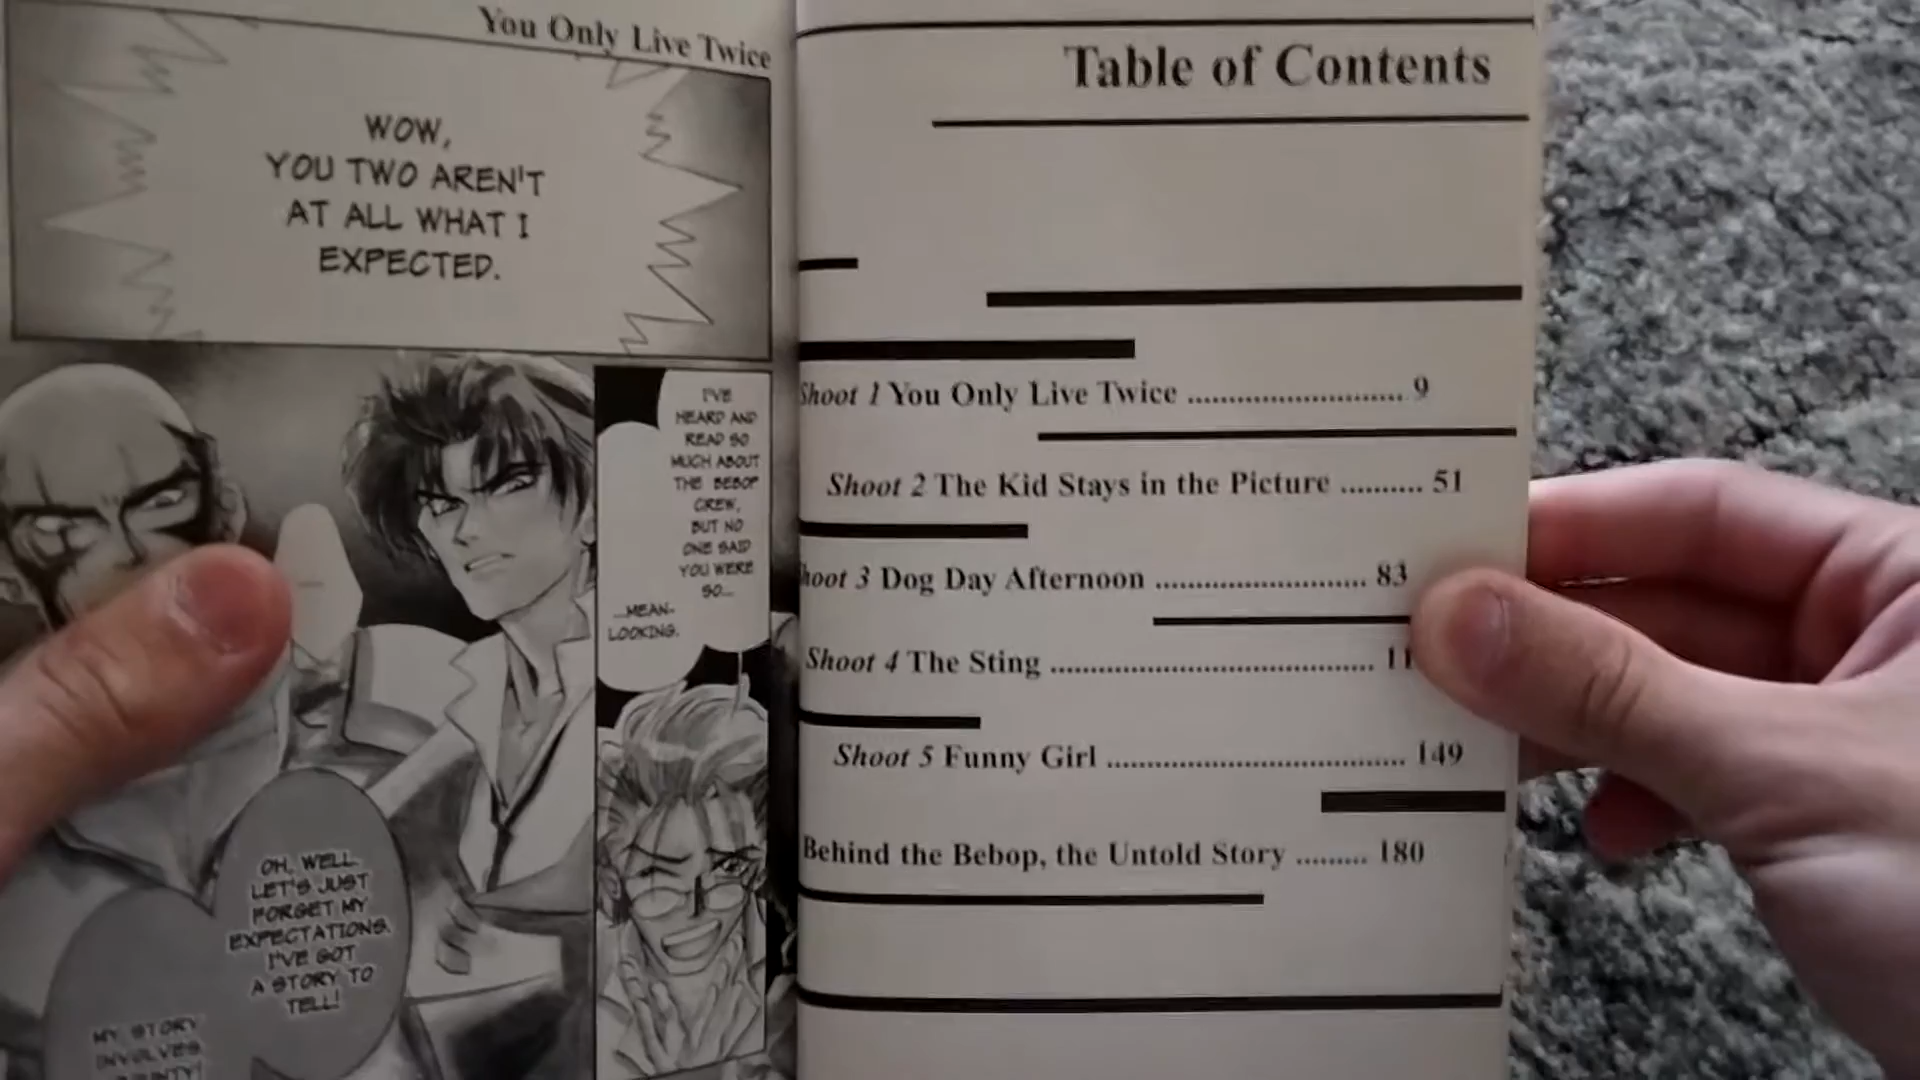 You Only Live Twice
WOW,
YOU TWO AREN'T
AT ALL WHAT I
EXPECTED.
I'VE
HEARD AND
READ SO
MUCH ABOUT
THE BEBOP
CREW,
BUT NO
ONE SAID
YOU WERE
SO...
...MEAN-
LOOKING.
OH, WELL.
LET'S JUST
FORGET MY
EXPECTATIONS.
I'VE GOT
A STORY TO
TELL!
MY STORY
INVOLVES
Table of Contents
Shoot 1 You Only Live Twice ........................ 9
Shoot 2 The Kid Stays in the Picture .......... 51
hoot 3 Dog Day Afternoon ........................ 83
Shoot 4 The Sting .................................... 11
Shoot 5 Funny Girl .................................. 149
Behind the Bebop, the Untold Story ......... 180